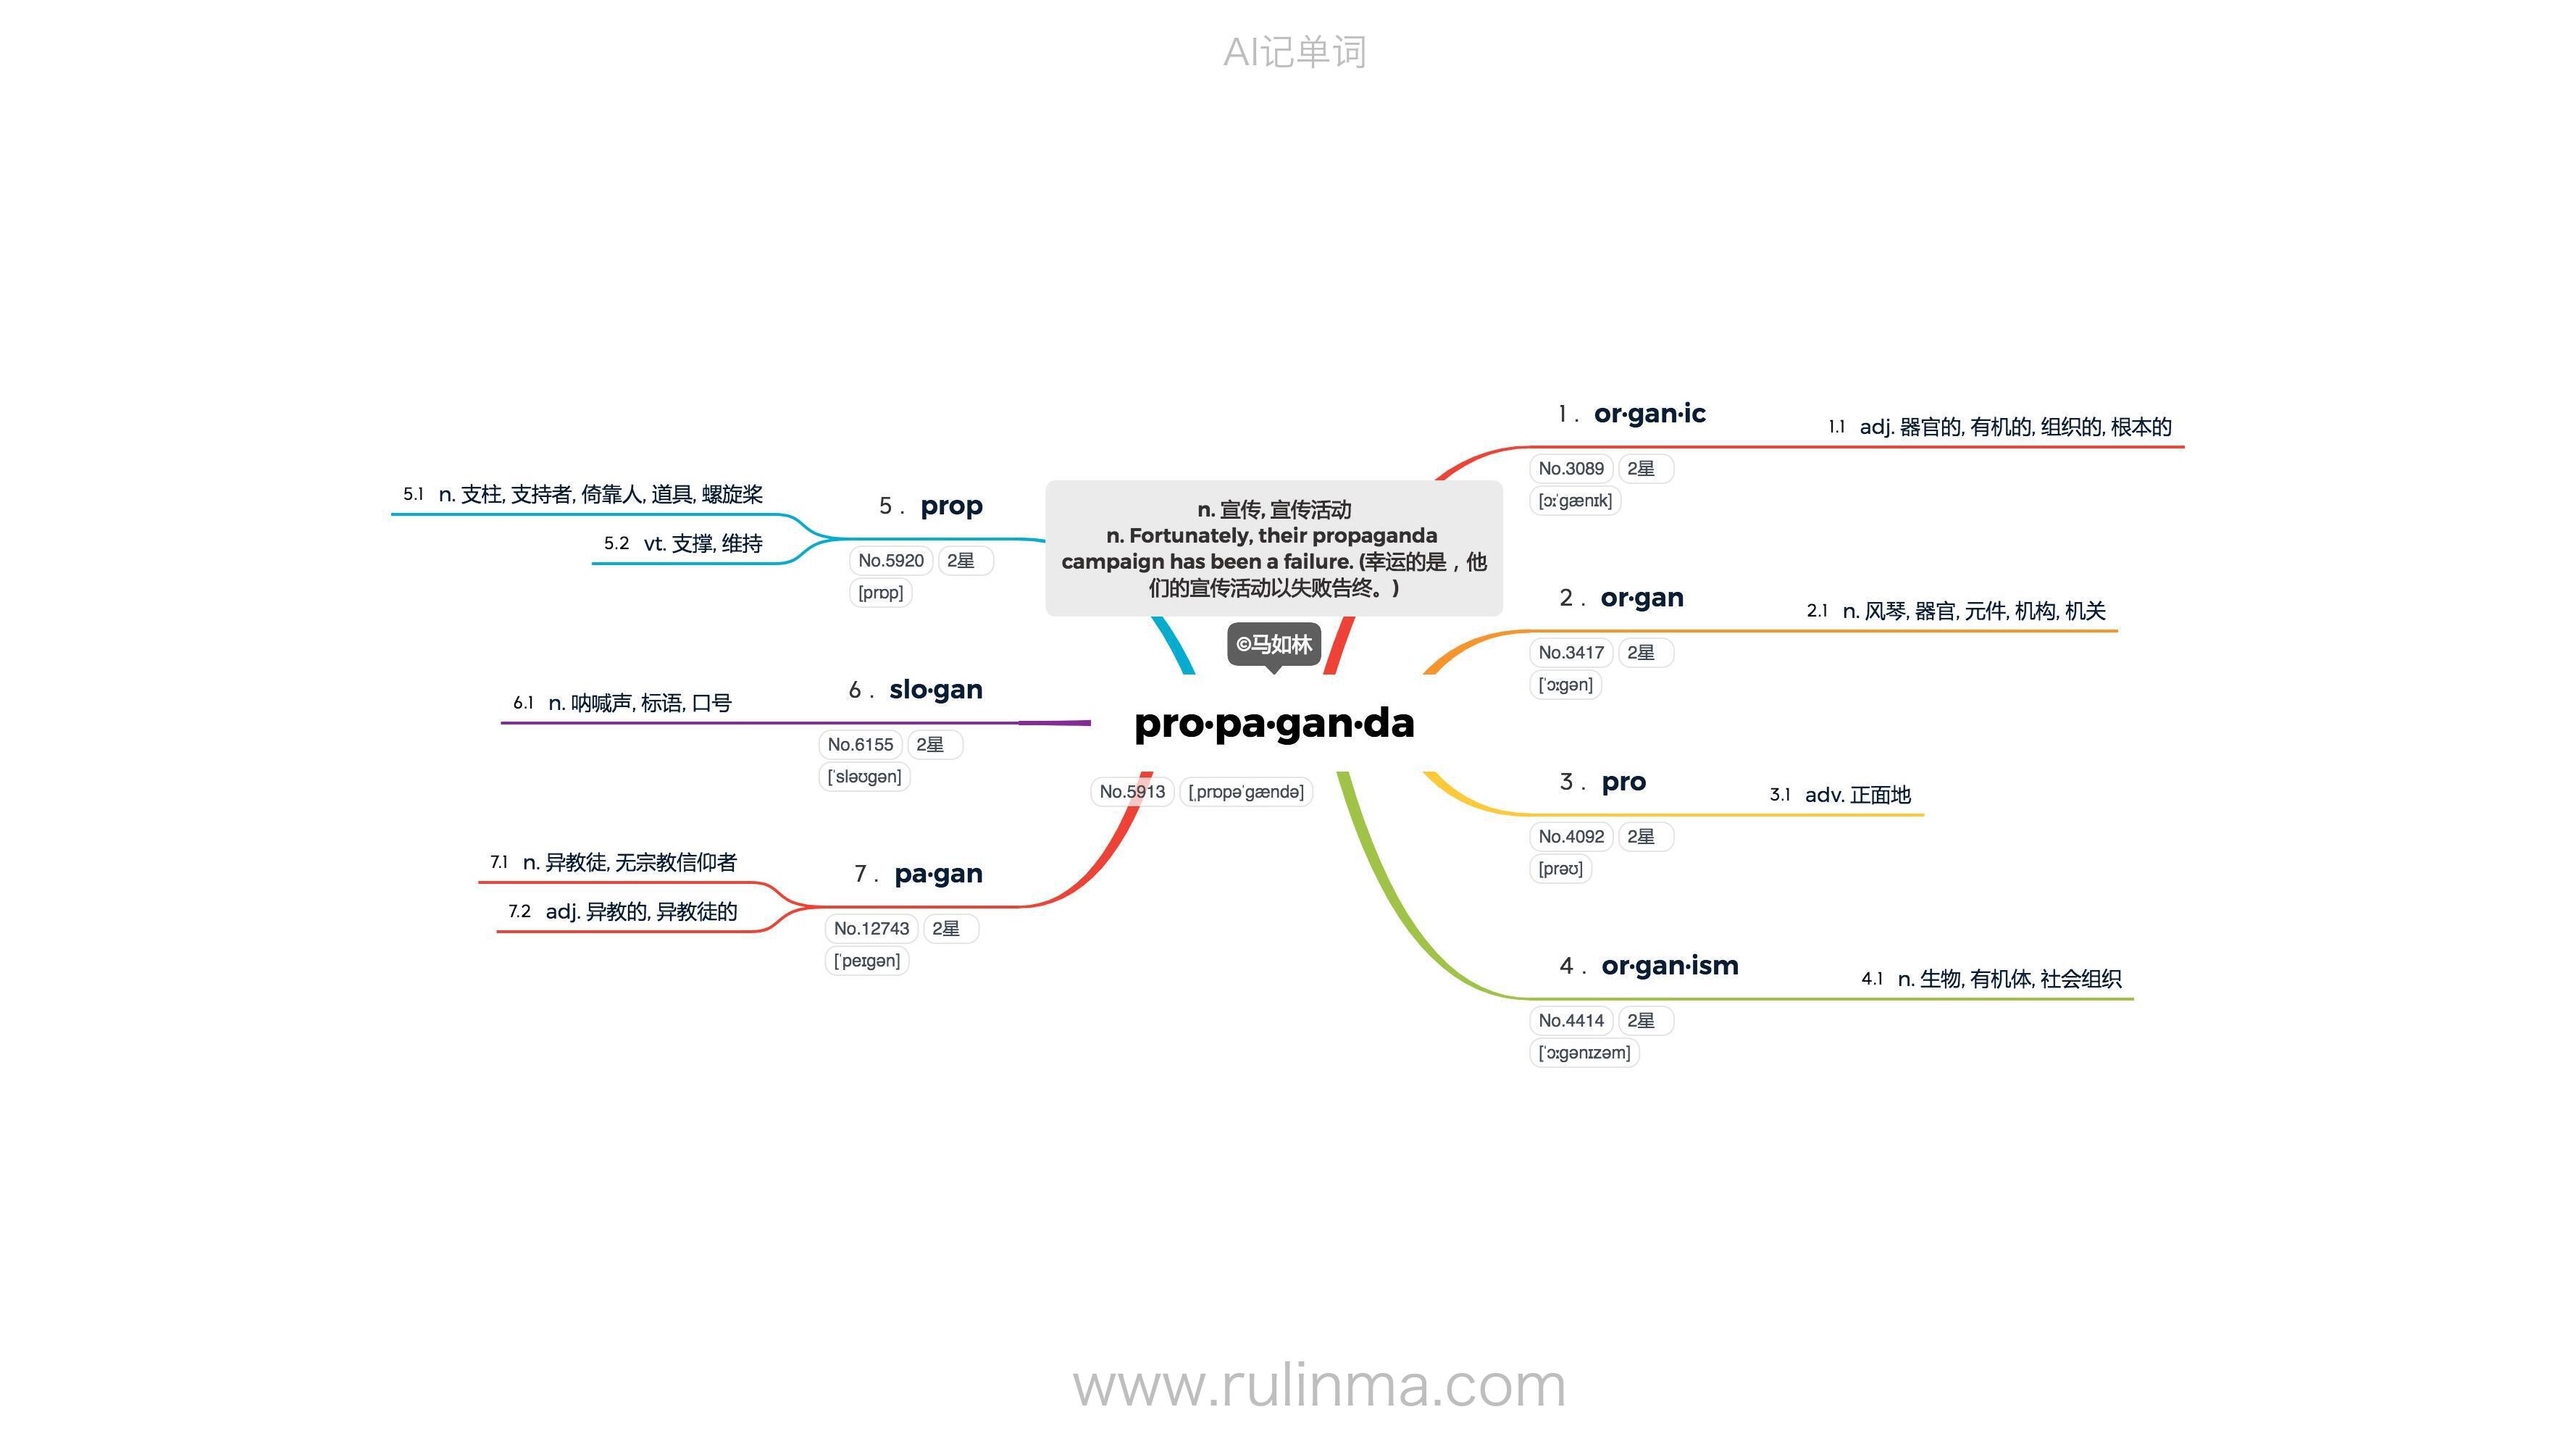 AI记单词
n. 宣传, 宣传活动
n. Fortunately, their propaganda
campaign has been a failure. (幸运的是，他
们的宣传活动以失败告终。)
©马如林
pro·pa·gan·da
No.5913 [ˌprɒpəˈɡændə]
1 . or·gan·ic
No.3089 2星
[ɔːˈɡænɪk]
1.1 adj. 器官的, 有机的, 组织的, 根本的
2 . or·gan
No.3417 2星
[ˈɔːɡən]
2.1 n. 风琴, 器官, 元件, 机构, 机关
3 . pro
No.4092 2星
[prəʊ]
3.1 adv. 正面地
4 . or·gan·ism
No.4414 2星
[ˈɔːɡənɪzəm]
4.1 n. 生物, 有机体, 社会组织
5 . prop
No.5920 2星
[prɒp]
5.1 n. 支柱, 支持者, 倚靠人, 道具, 螺旋桨
5.2 vt. 支撑, 维持
6 . slo·gan
No.6155 2星
[ˈsləʊɡən]
6.1 n. 呐喊声, 标语, 口号
7 . pa·gan
No.12743 2星
[ˈpeɪɡən]
7.1 n. 异教徒, 无宗教信仰者
7.2 adj. 异教的, 异教徒的
www.rulinma.com